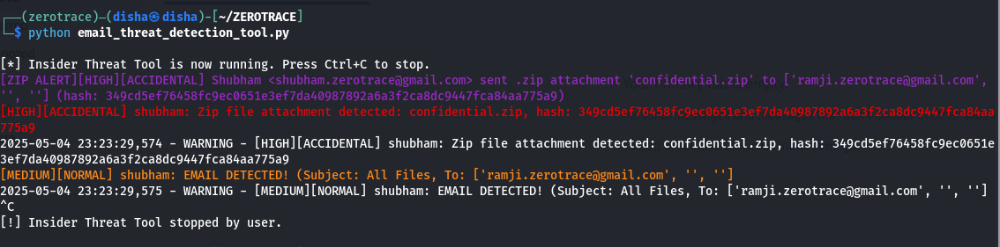 ┌──(zerotrace)─(disha㉿disha)-[~/ZEROTRACE]
└─$ python email_threat_detection_tool.py
[*] Insider Threat Tool is now running. Press Ctrl+C to stop.
[ZIP ALERT][HIGH][ACCIDENTAL] Shubham <shubham.zerotrace@gmail.com> sent .zip attachment 'confidential.zip' to ['ramji.zerotrace@gmail.com',
'', ''] (hash: 349cd5ef76458fc9ec0651e3ef7da40987892a6a3f2ca8dc9447fca84aa775a9)
[HIGH][ACCIDENTAL] shubham: Zip file attachment detected: confidential.zip, hash: 349cd5ef76458fc9ec0651e3ef7da40987892a6a3f2ca8dc9447fca84aa
775a9
2025-05-04 23:23:29,574 - WARNING - [HIGH][ACCIDENTAL] shubham: Zip file attachment detected: confidential.zip, hash: 349cd5ef76458fc9ec0651e
3ef7da40987892a6a3f2ca8dc9447fca84aa775a9
[MEDIUM][NORMAL] shubham: EMAIL DETECTED! (Subject: All Files, To: ['ramji.zerotrace@gmail.com', '', '']
2025-05-04 23:23:29,575 - WARNING - [MEDIUM][NORMAL] shubham: EMAIL DETECTED! (Subject: All Files, To: ['ramji.zerotrace@gmail.com', '', '']
^C
[!] Insider Threat Tool stopped by user.